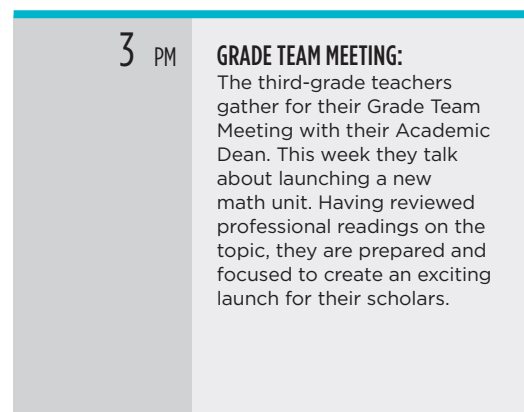 3 PM
GRADE TEAM MEETING:
The third-grade teachers
gather for their Grade Team
Meeting with their Academic
Dean. This week they talk
about launching a new
math unit. Having reviewed
professional readings on the
topic, they are prepared and
focused to create an exciting
launch for their scholars.